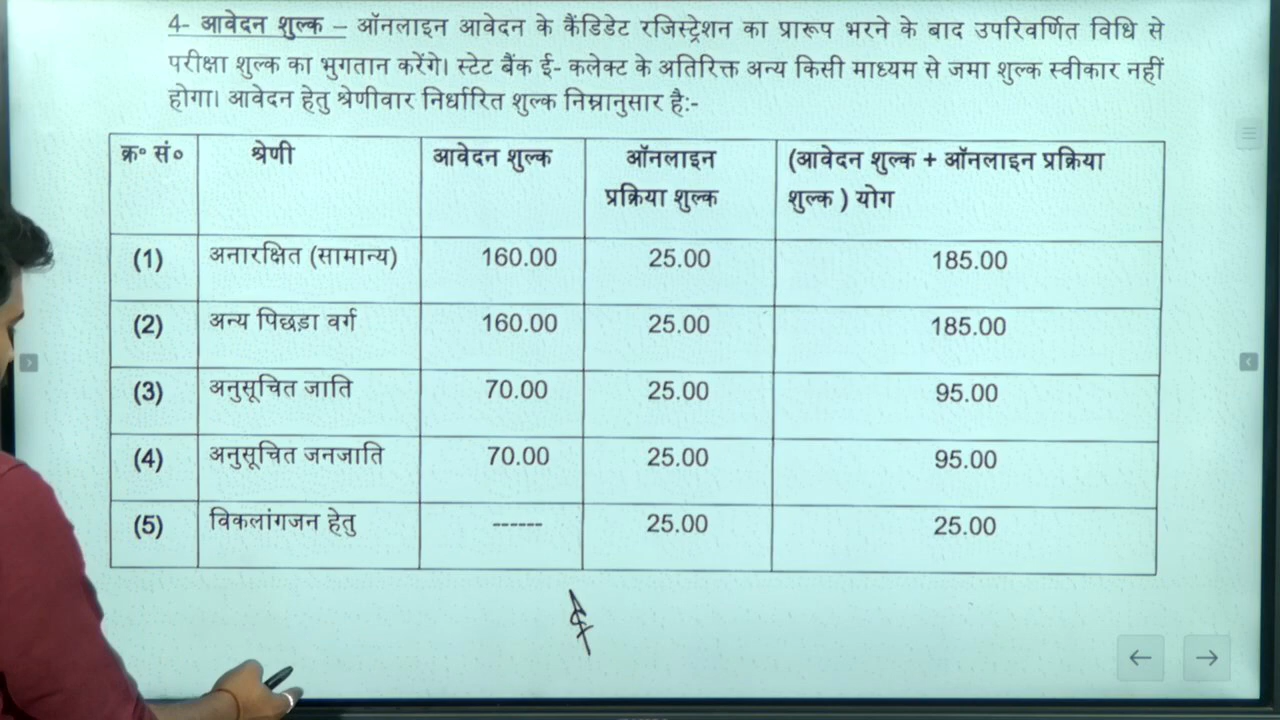 4- आवेदन शुल्क – ऑनलाइन आवेदन के कैंडिडेट रजिस्ट्रेशन का प्रारूप भरने के बाद उपरिवर्णित विधि से
परीक्षा शुल्क का भुगतान करेंगे। स्टेट बैंक ई- कलेक्ट के अतिरिक्त अन्य किसी माध्यम से जमा शुल्क स्वीकार नहीं
होगा। आवेदन हेतु श्रेणीवार निर्धारित शुल्क निम्नानुसार है:-
क्र॰ सं॰ श्रेणी आवेदन शुल्क ऑनलाइन प्रक्रिया शुल्क (आवेदन शुल्क + ऑनलाइन प्रक्रिया शुल्क ) योग
(1) अनारक्षित (सामान्य) 160.00 25.00 185.00
(2) अन्य पिछड़ा वर्ग 160.00 25.00 185.00
(3) अनुसूचित जाति 70.00 25.00 95.00
(4) अनुसूचित जनजाति 70.00 25.00 95.00
(5) विकलांगजन हेतु ------ 25.00 25.00